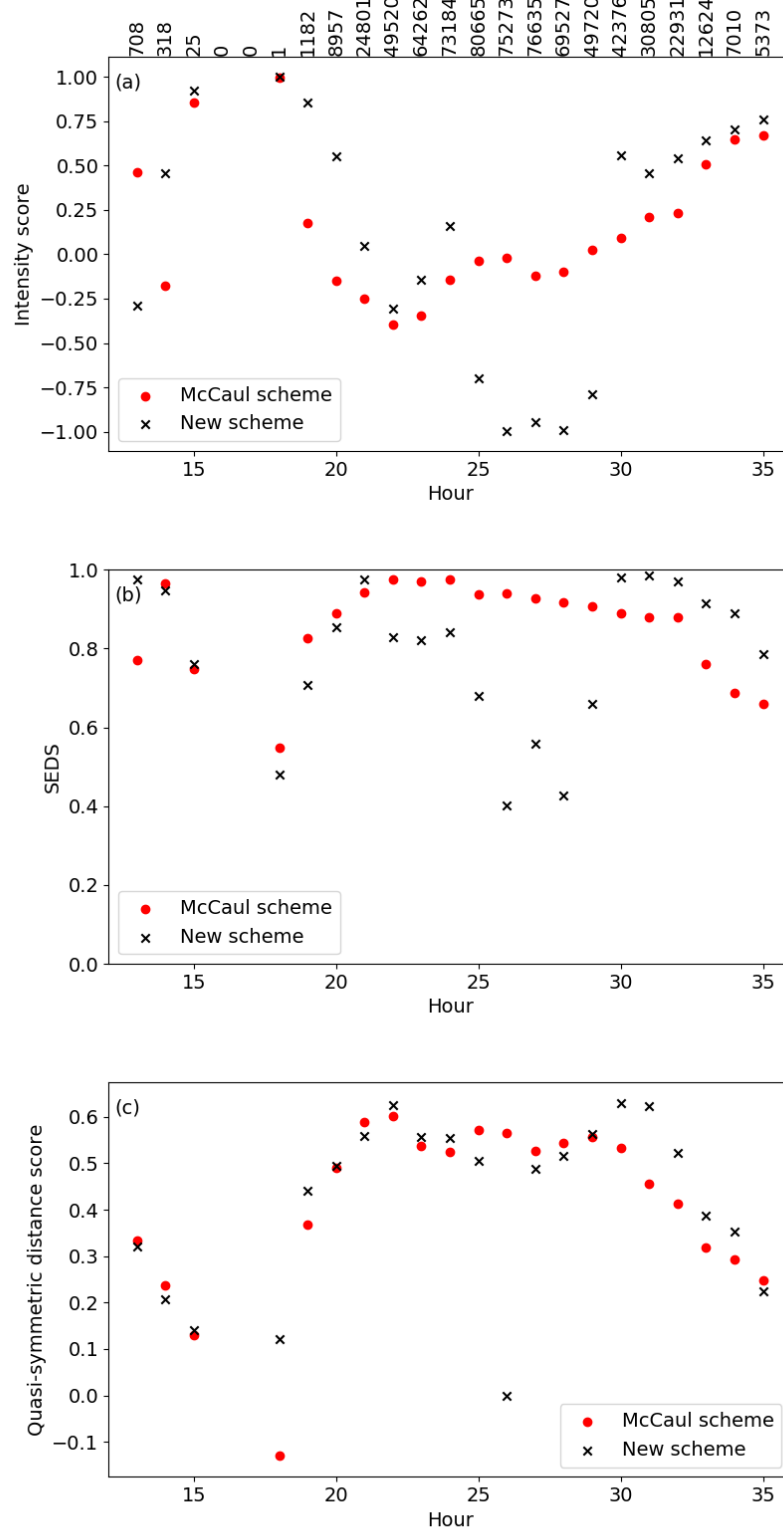 708 318 25 0 0 1 1182 8957 24801 49520 64262 73184 80665 75273 76635 69527 49720 42376 30805 22931 12624 7010 5373
(a)
1.00
0.75
0.50
0.25
0.00
−0.25
−0.50
−0.75
−1.00
Intensity score
McCaul scheme
New scheme
15 20 25 30 35
Hour
(b)
1.0
0.8
0.6
0.4
0.2
0.0
SEDS
McCaul scheme
New scheme
15 20 25 30 35
Hour
(c)
0.6
0.5
0.4
0.3
0.2
0.1
0.0
−0.1
Quasi-symmetric distance score
McCaul scheme
New scheme
15 20 25 30 35
Hour